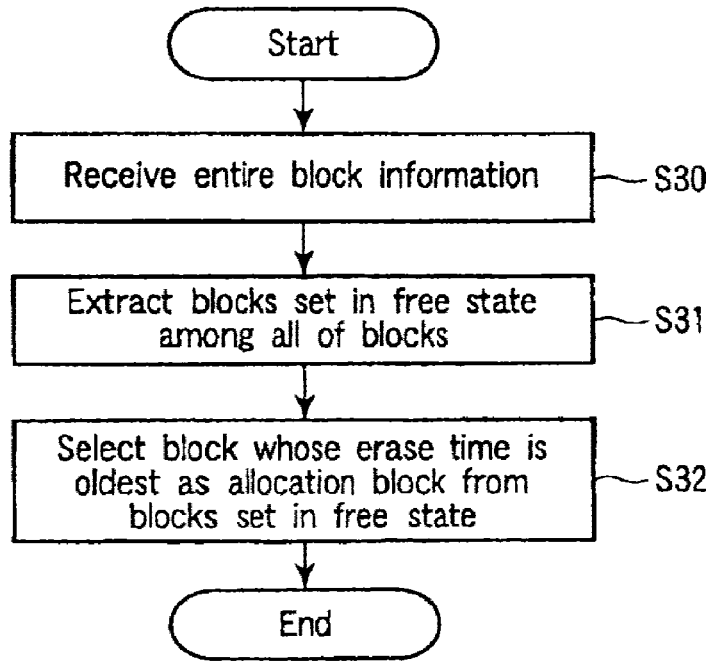 Start
Receive entire block information
S30
Extract blocks set in free state
among all of blocks
S31
Select block whose erase time is
oldest as allocation block from
blocks set in free state
S32
End